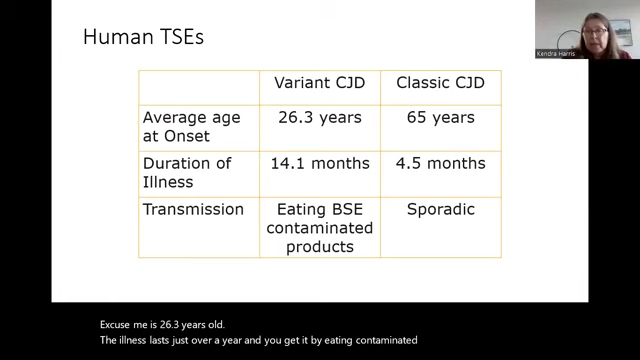 Human TSEs
Kendra Harris
Variant CJD
Classic CJD
Average age
at Onset
26.3 years
65 years
Duration of
Illness
14.1 months
4.5 months
Transmission
Eating BSE
contaminated
products
Sporadic
Excuse me is 26.3 years old.
The illness lasts just over a year and you get it by eating contaminated